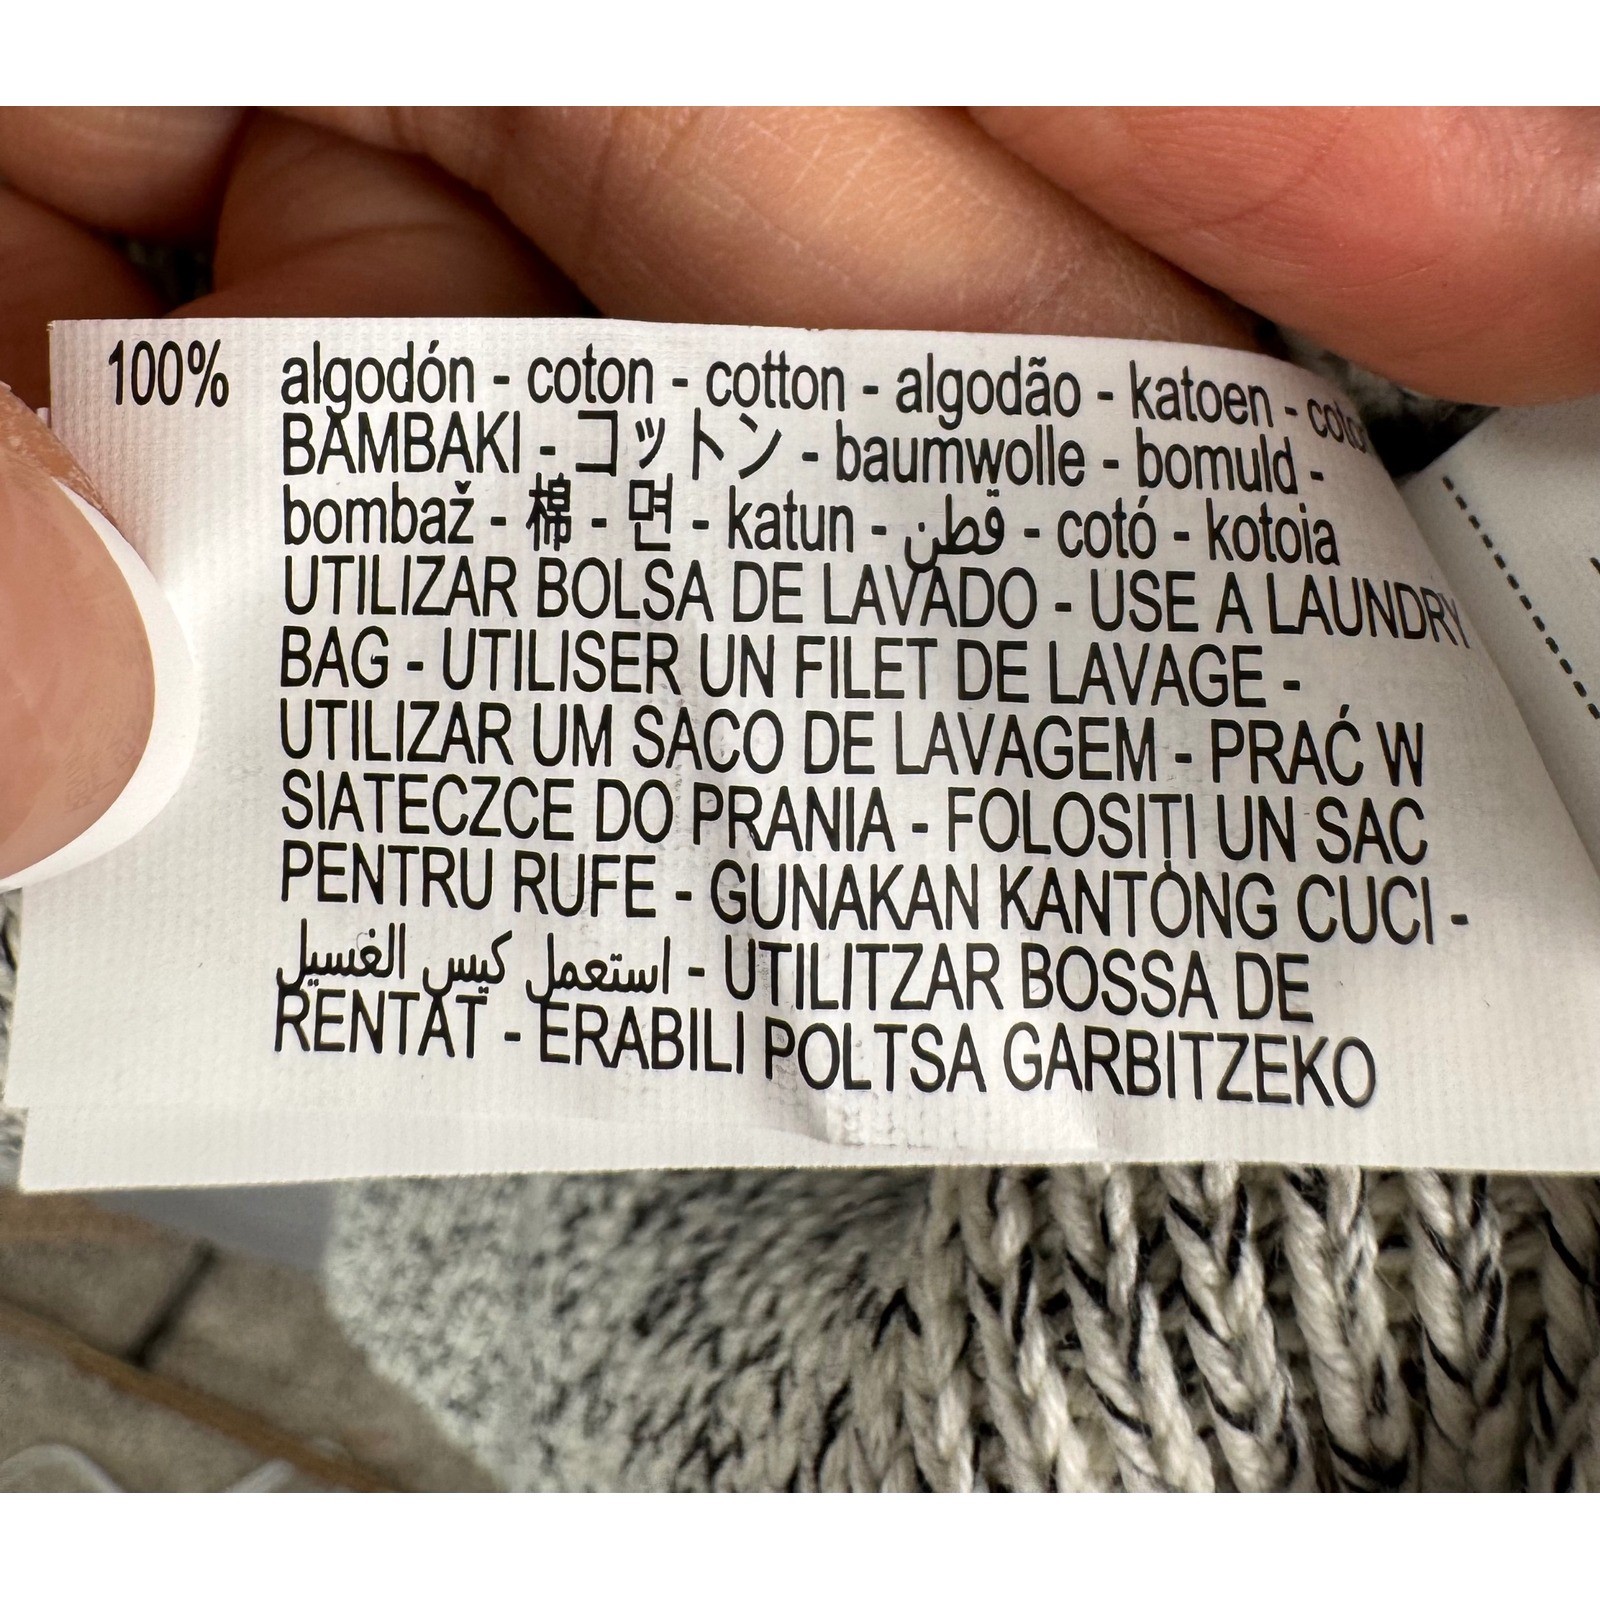 100% algodón - coton - cotton - algodão - katoen -
BAMBAKI - コットン - baumwolle - bomuld -
bombaž - 棉 - 면 - katun - قطن - cotó - kotoia
UTILIZAR BOLSA DE LAVADO - USE A LAUNDRY
BAG - UTILISER UN FILET DE LAVAGE -
UTILIZAR UM SACO DE LAVAGEM - PRAĆ W
SIATECZCE DO PRANIA - FOLOSIȚI UN SAC
PENTRU RUFE - GUNAKAN KANTONG CUCI -
استعمل كيس الغسيل - UTILITZAR BOSSA DE
RENTAT - ERABILI POLTSA GARBITZEKO